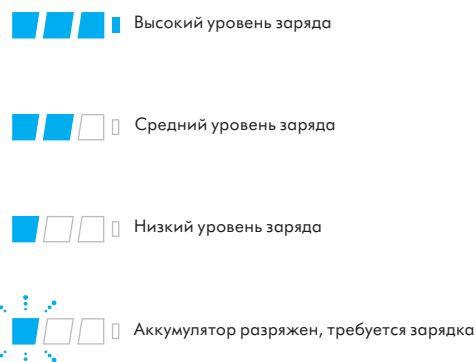 Высокий уровень заряда
Средний уровень заряда
Низкий уровень заряда
Аккумулятор разряжен, требуется зарядка